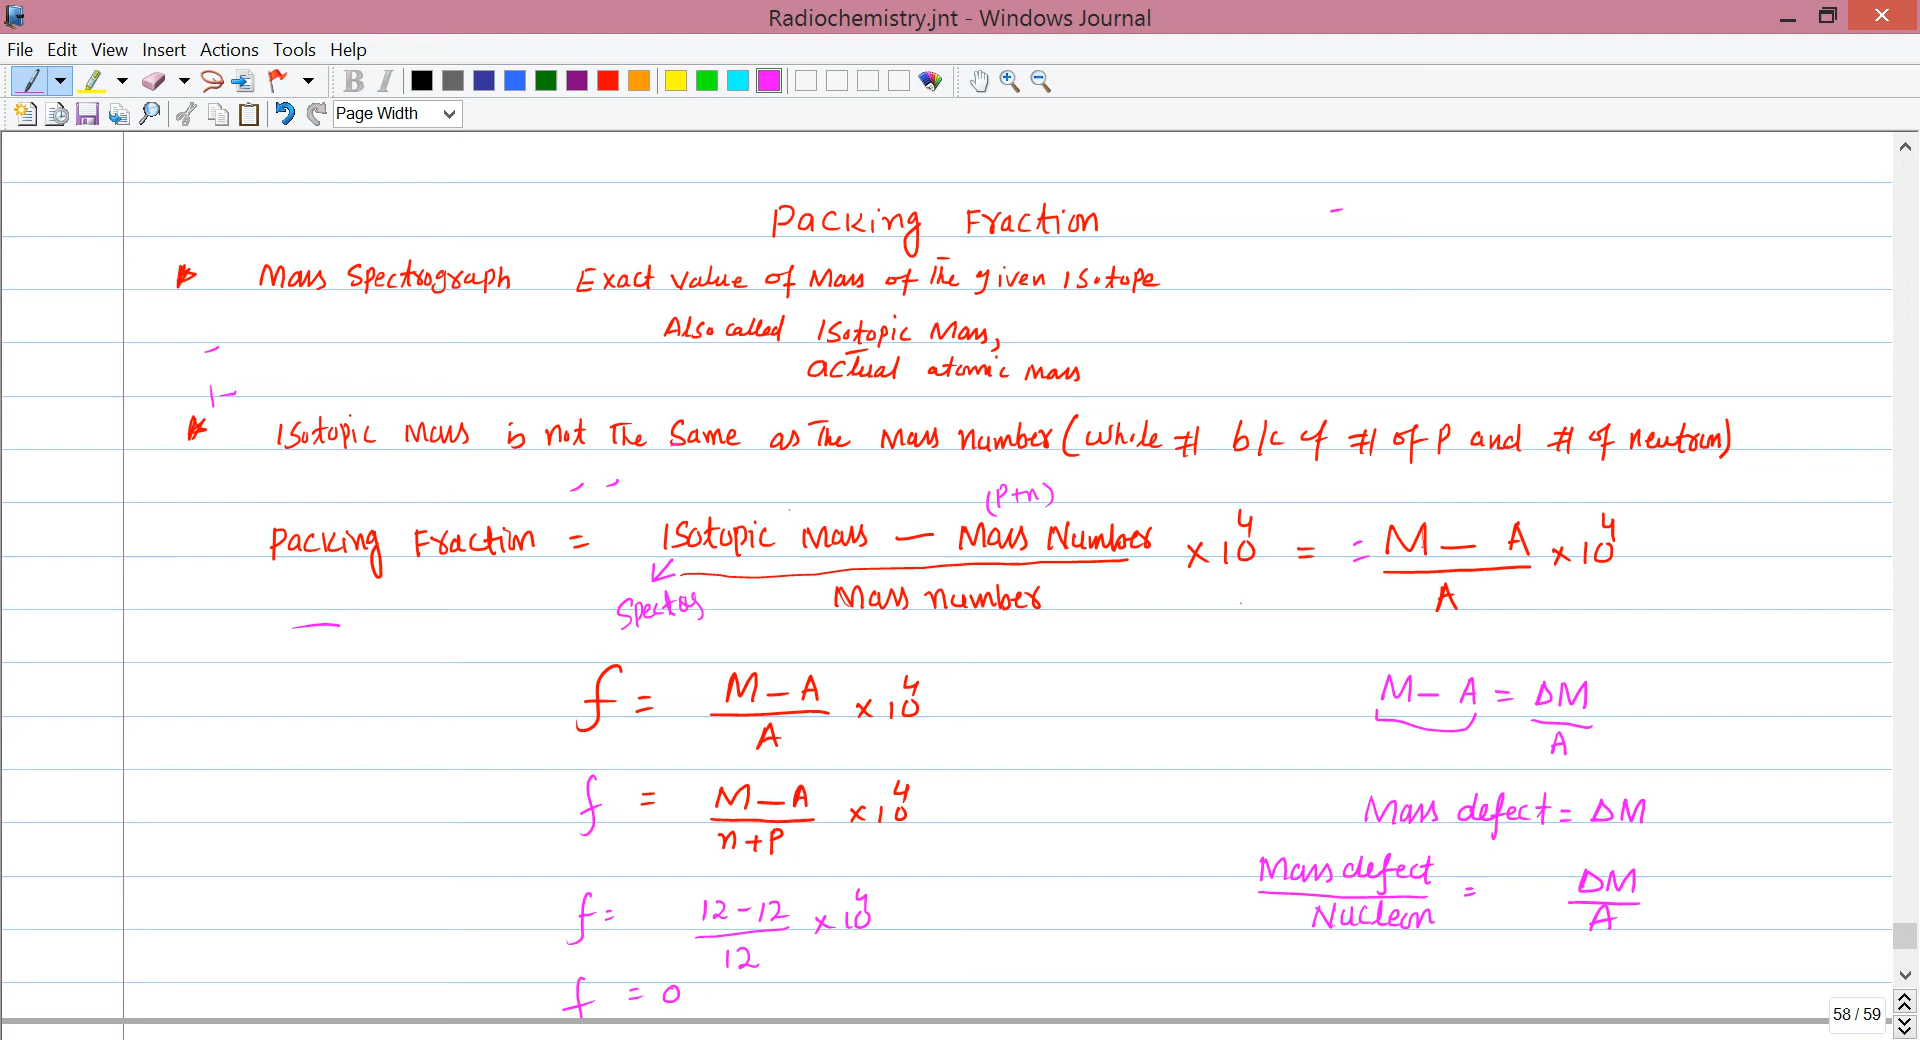 Radiochemistry.jnt - Windows Journal
File Edit View Insert Actions Tools Help
B I
Page Width
Packing Fraction
Mass Spectrograph Exact Value of Mass of The given Isotope
Also called Isotopic Mass,
actual atomic mass
Isotopic Mass is not The Same as The Mass number (while # b/c of # of P and # of neutron)
(P+n)
Packing Fraction = Isotopic Mass — Mass Number × 10⁴ = = M — A × 10⁴
Mass number A
f = M – A × 10⁴
A
M – A = ΔM
A
f = M – A × 10⁴
n + P
Mass defect = ΔM
Mass defect = ΔM
Nucleon A
f = 12 – 12 × 10⁴
12
f = 0
58 / 59